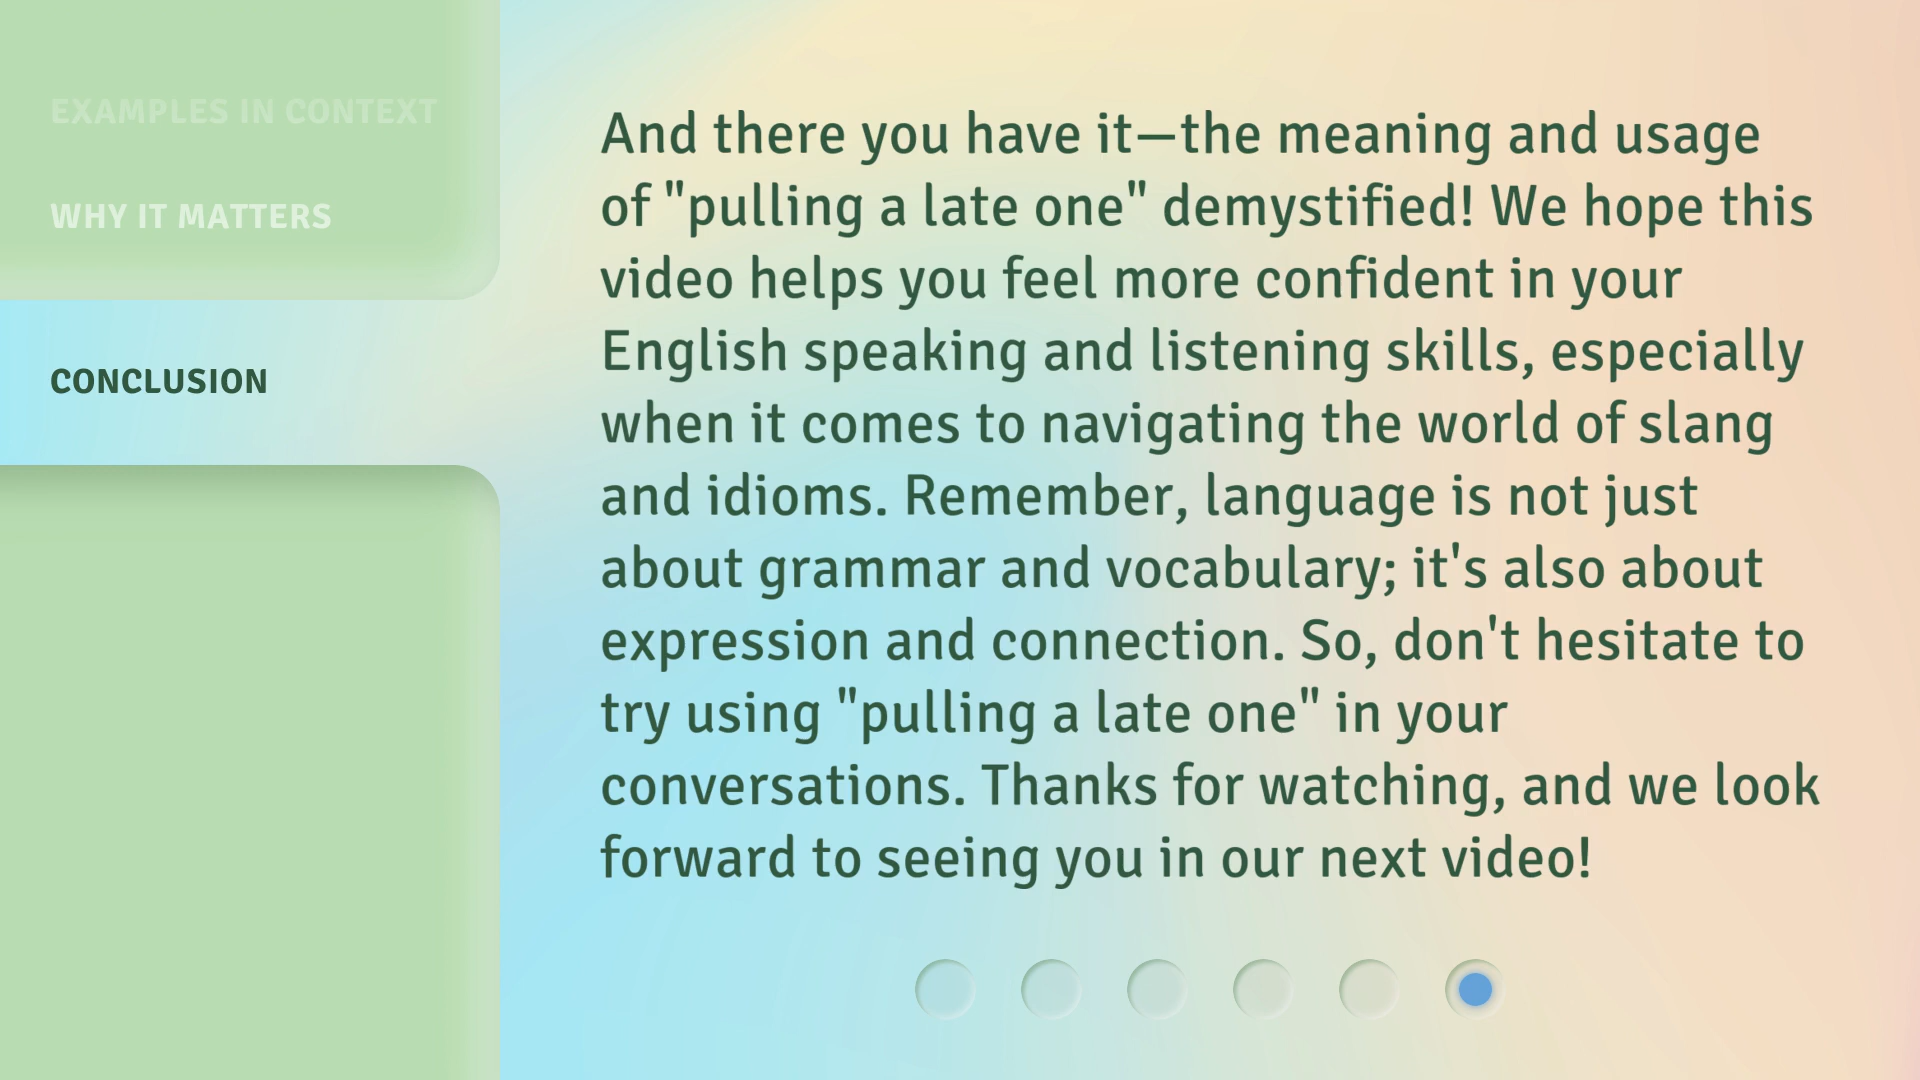 EXAMPLES IN CONTEXT
WHY IT MATTERS
CONCLUSION
And there you have it—the meaning and usage
of "pulling a late one" demystified! We hope this
video helps you feel more confident in your
English speaking and listening skills, especially
when it comes to navigating the world of slang
and idioms. Remember, language is not just
about grammar and vocabulary; it's also about
expression and connection. So, don't hesitate to
try using "pulling a late one" in your
conversations. Thanks for watching, and we look
forward to seeing you in our next video!